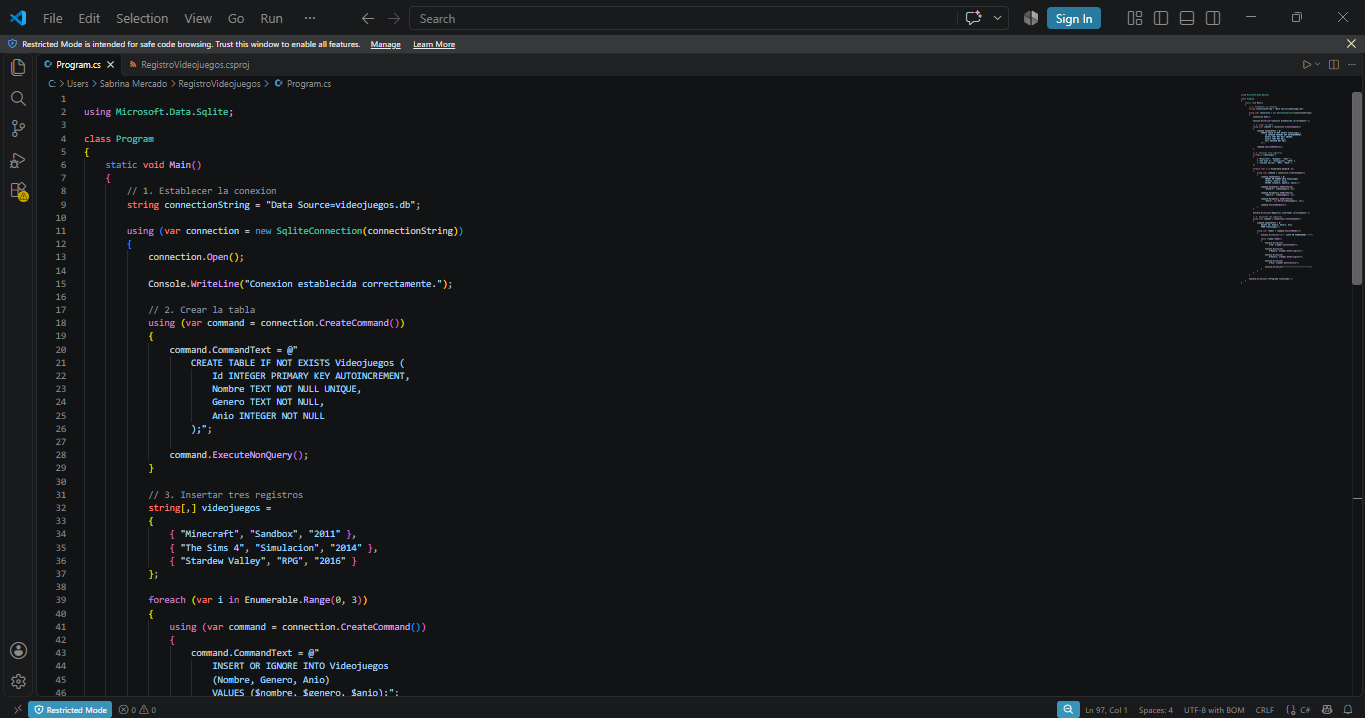 File Edit Selection View Go Run ··· Search Sign In
Restricted Mode is intended for safe code browsing. Trust this window to enable all features. Manage Learn More
Program.cs RegistroVideojuegos.csproj
C: > Users > Sabrina Mercado > RegistroVideojuegos > Program.cs
1
2 using Microsoft.Data.Sqlite;
3
4 class Program
5 {
6 static void Main()
7 {
8 // 1. Establecer la conexion
9 string connectionString = "Data Source=videojuegos.db";
10
11 using (var connection = new SqliteConnection(connectionString))
12 {
13 connection.Open();
14
15 Console.WriteLine("Conexion establecida correctamente.");
16
17 // 2. Crear la tabla
18 using (var command = connection.CreateCommand())
19 {
20 command.CommandText = @"
21 CREATE TABLE IF NOT EXISTS Videojuegos (
22 Id INTEGER PRIMARY KEY AUTOINCREMENT,
23 Nombre TEXT NOT NULL UNIQUE,
24 Genero TEXT NOT NULL,
25 Anio INTEGER NOT NULL
26 );";
27
28 command.ExecuteNonQuery();
29 }
30
31 // 3. Insertar tres registros
32 string[,] videojuegos =
33 {
34 { "Minecraft", "Sandbox", "2011" },
35 { "The Sims 4", "Simulacion", "2014" },
36 { "Stardew Valley", "RPG", "2016" }
37 };
38
39 foreach (var i in Enumerable.Range(0, 3))
40 {
41 using (var command = connection.CreateCommand())
42 {
43 command.CommandText = @"
44 INSERT OR IGNORE INTO Videojuegos
45 (Nombre, Genero, Anio)
46 VALUES ($nombre, $genero, $anio);";
Restricted Mode 0 0 Ln 97, Col 1 Spaces: 4 UTF-8 with BOM CRLF {} C#